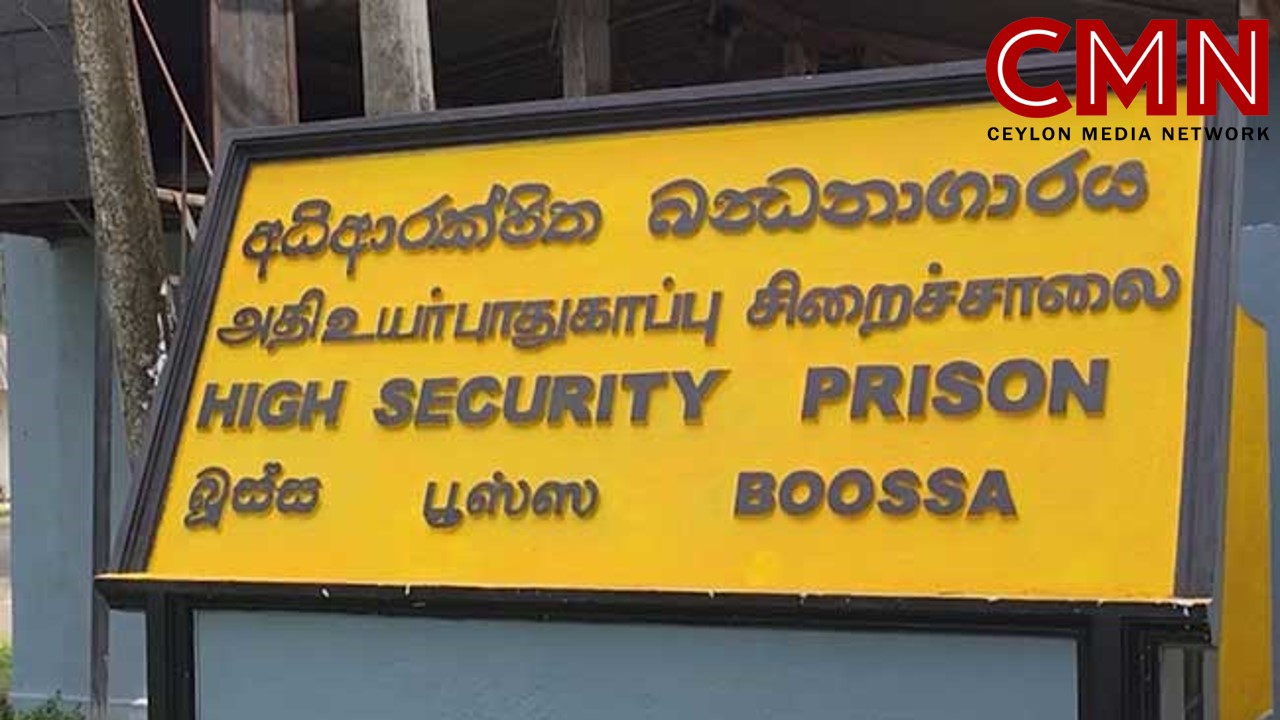 CMN
CEYLON MEDIA NETWORK
අධිආරක්ෂිත බන්ධනාගාරය
அதிஉயர்பாதுகாப்பு சிறைச்சாலை
HIGH SECURITY PRISON
බූස්ස பூஸ்ஸ BOOSSA